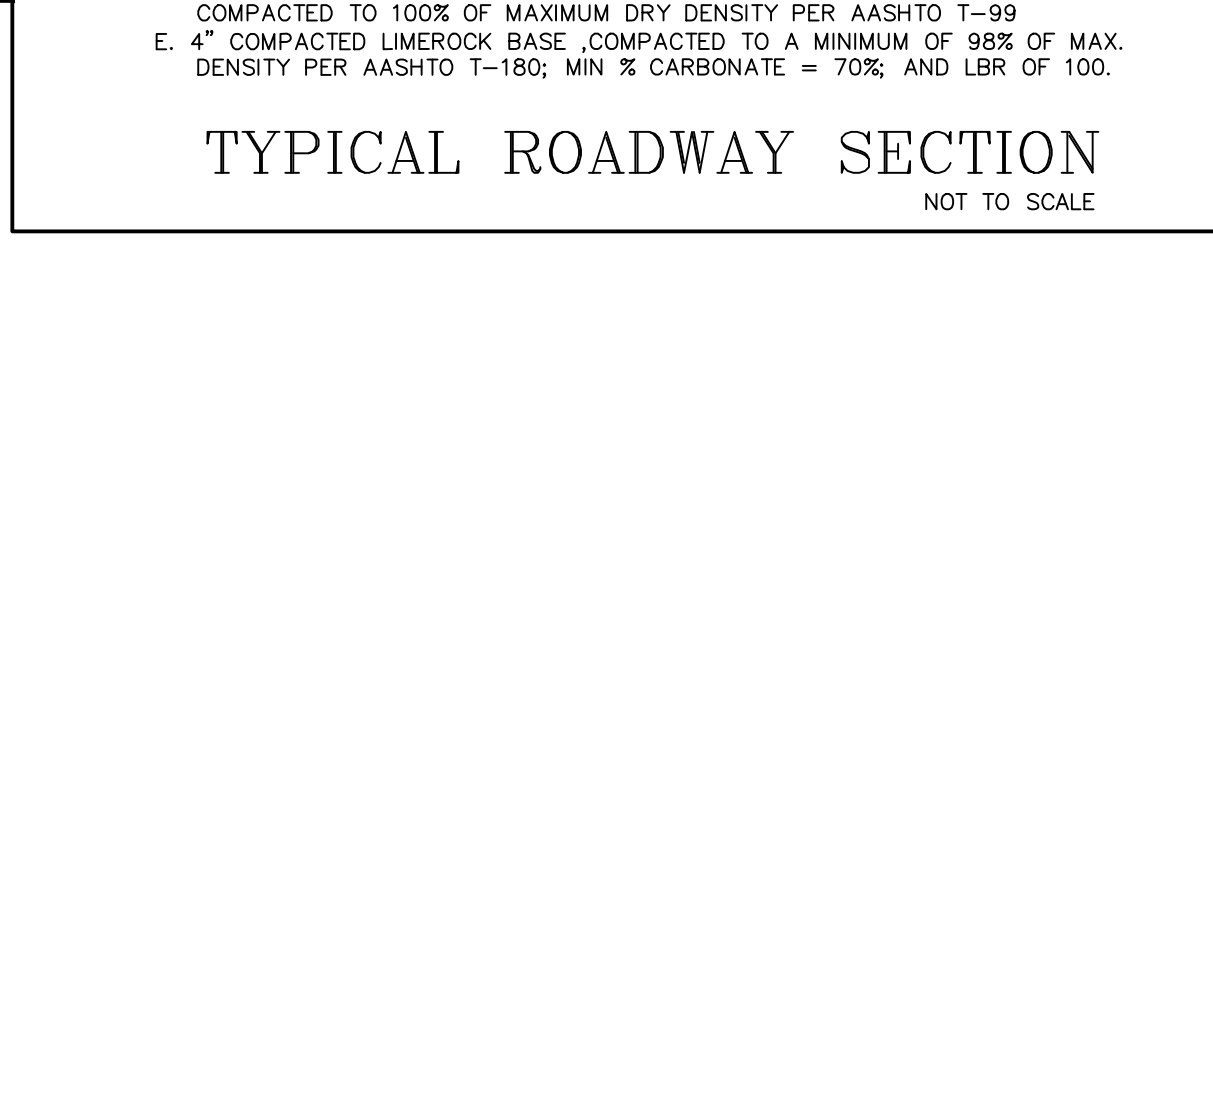 COMPACTED TO 100% OF MAXIMUM DRY DENSITY PER AASHTO T-99
E. 4" COMPACTED LIMEROCK BASE ,COMPACTED TO A MINIMUM OF 98% OF MAX.
DENSITY PER AASHTO T-180; MIN % CARBONATE = 70%; AND LBR OF 100.
TYPICAL ROADWAY SECTION
NOT TO SCALE